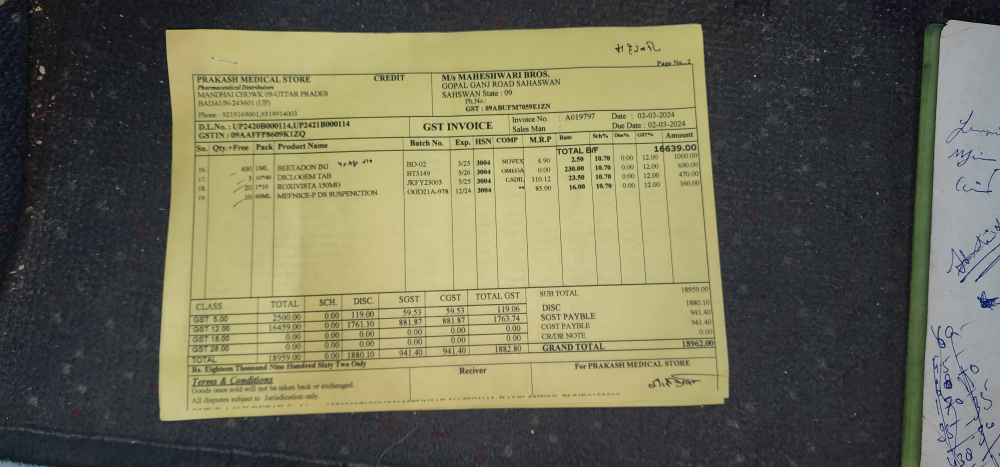 Page No. 2
PRAKASH MEDICAL STORE CREDIT
Pharmaceutical Distributors
MANDHAI CHOWK 09-UTTAR PRADES
BADAUN-243601 (UP)
Phone : 9219169001,9319914003
M/s MAHESHWARI BROS.
GOPAL GANJ ROAD SAHASWAN
SAHSWAN State : 09
Ph.No.:
GST : 09ABUFM7059E1ZN
D.L.No. : UP2420B000114,UP2421B000114
GSTIN : 09AAFFP8609K1ZQ
GST INVOICE
Invoice No. : A019797 Date : 02-03-2024
Sales Man Due Date : 02-03-2024
Sn. Qty.+Free Pack Product Name Batch No. Exp. HSN COMP M.R.P Rate Sch% Disc% GST% Amount
TOTAL B/F 16639.00
16. 400 1ML BEETADON INJ BD-02 3/25 3004 NOVEX 4.90 2.50 10.70 0.00 12.00 1000.00
17. 3 10*40 DICLOGEM TAB BT3149 5/26 3004 OMEGA 0.00 230.00 10.70 0.00 12.00 690.00
18. 20 1*10 ROXIVISTA 150MG JKFY23003 5/25 3004 CADIL 110.12 23.50 10.70 0.00 12.00 470.00
19. 10 60ML MEFNICE-P DS SUSPENCTION OGD21A-978 12/24 3004 ** 85.00 16.00 10.70 0.00 12.00 160.00
CLASS TOTAL SCH. DISC. SGST CGST TOTAL GST
GST 5.00 2500.00 0.00 119.00 59.53 59.53 119.06
GST 12.00 16459.00 0.00 1761.10 881.87 881.87 1763.74
GST 18.00 0.00 0.00 0.00 0.00 0.00 0.00
GST 28.00 0.00 0.00 0.00 0.00 0.00 0.00
TOTAL 18959.00 0.00 1880.10 941.40 941.40 1882.80
SUB TOTAL 18959.00
DISC 1880.10
SGST PAYBLE 941.40
CGST PAYBLE 941.40
CR/DR NOTE 0.00
GRAND TOTAL 18962.00
Rs. Eighteen Thousand Nine Hundred Sixty Two Only
Terms & Conditions
Goods once sold will not be taken back or exchanged.
All disputes subject to Jurisdication only.
Reciver
For PRAKASH MEDICAL STORE